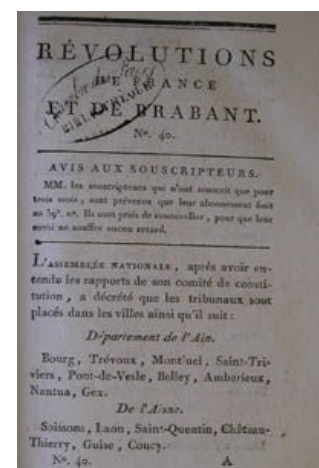 RÉVOLUTIONS
DE FRANCE
ET DE BRABANT.
Nº. 40.
AVIS AUX SOUSCRIPTEURS.
MM. les souscripteurs qui n'ont souscrit que pour
trois mois, sont prévenus que leur abonnement finit
au 39e. nº. Ils sont priés de renouveller, pour que leur
envoi ne souffre aucun retard.
L'ASSEMBLÉE NATIONALE, après avoir en-
tendu les rapports de son comité de consti-
tution, a décrété que les tribunaux sont
placés dans les villes ainsi qu'il suit :
Département de l'Ain.
Bourg, Trévoux, Montluel, Saint-Tri-
viers, Pont-de-Vesle, Belley, Amberieux,
Nantua, Gex.
De l'Aisne.
Soissons, Laon, Saint-Quentin, Château-
Thierry, Guise, Coucy.
Nº. 40. A